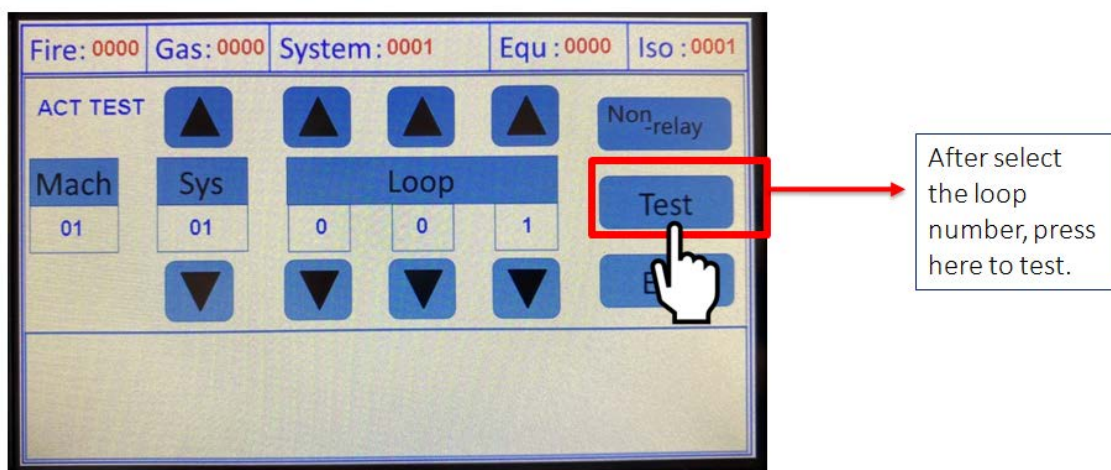 Fire: 0000 Gas: 0000 System: 0001 Equ: 0000 Iso: 0001
ACT TEST
Non-relay
Mach Sys Loop
Test
01 01 0 0 1
After select
the loop
number, press
here to test.